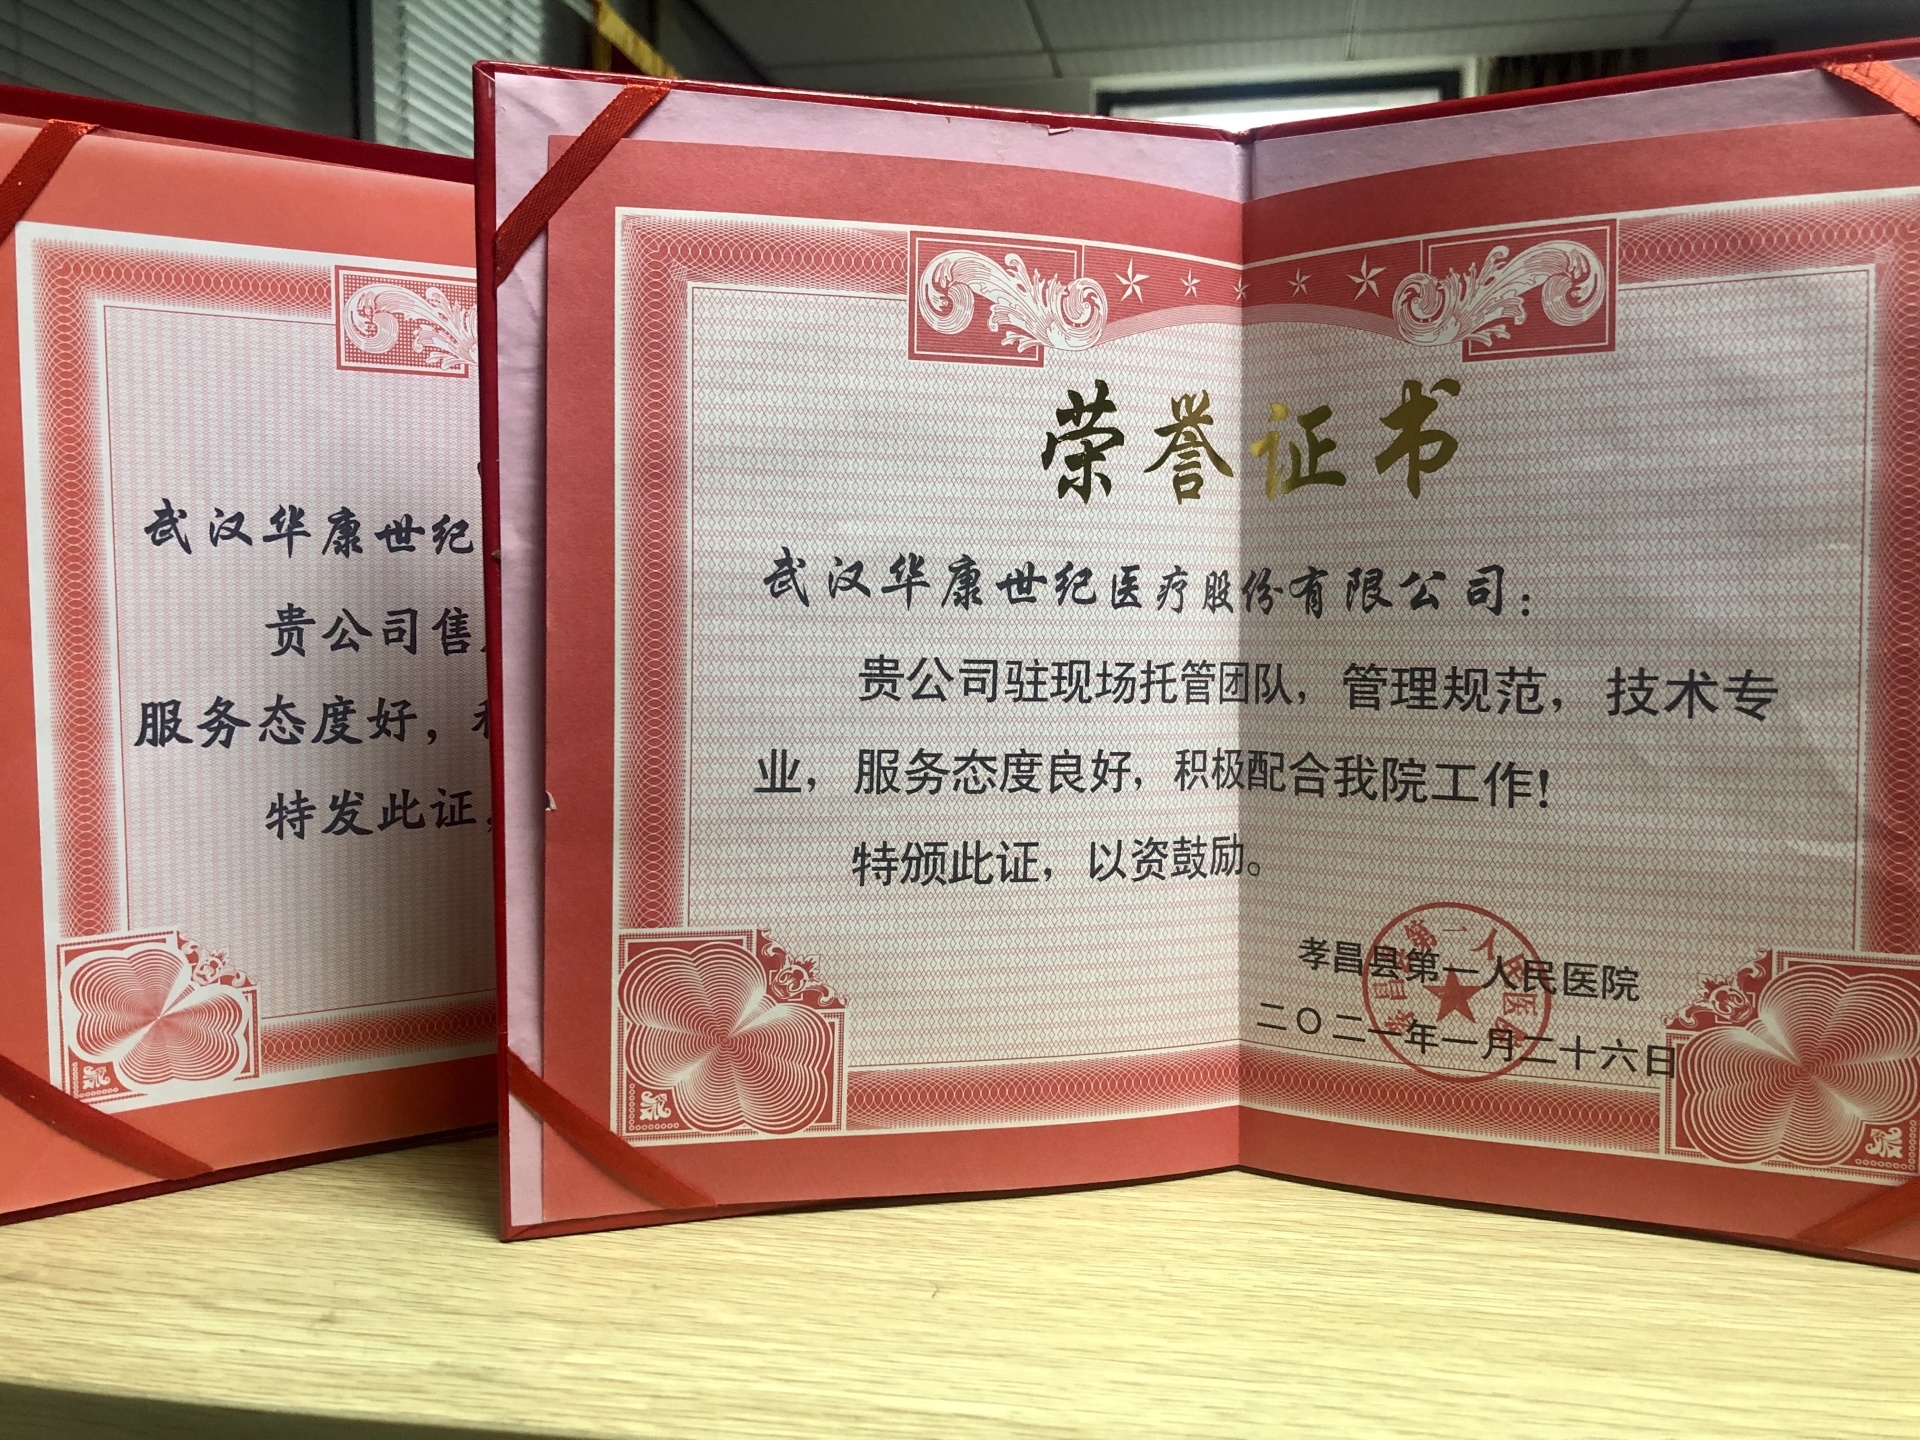 武汉华康世纪
贵公司售
服务态度好，
特发此证
荣誉证书
武汉华康世纪医疗股份有限公司：
贵公司驻现场托管团队，管理规范，技术专
业，服务态度良好，积极配合我院工作！
特颁此证，以资鼓励。
孝昌县第一人民医院
二〇二一年一月二十六日